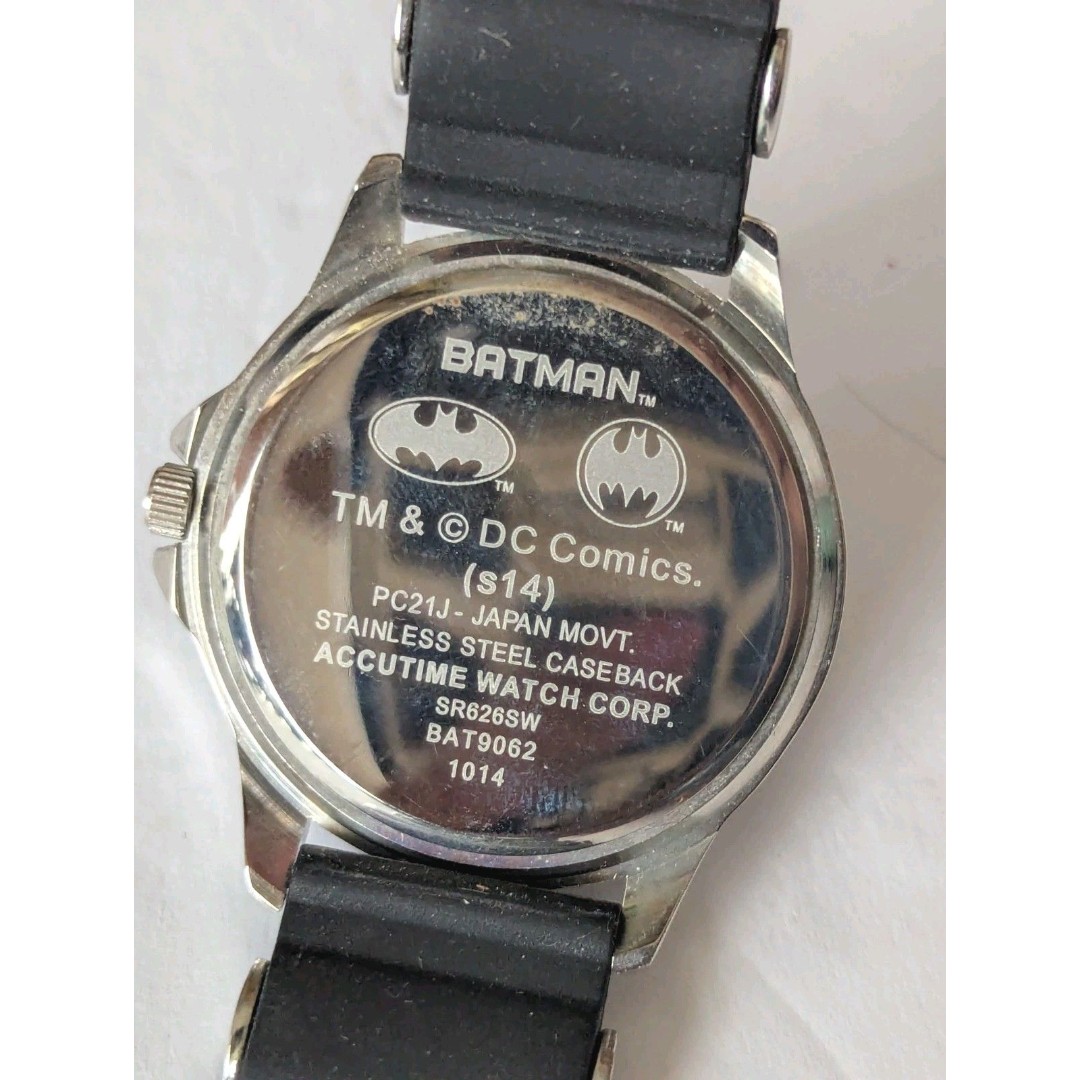 BATMAN™
TM TM
TM & © DC Comics.
(s14)
PC21J - JAPAN MOVT.
STAINLESS STEEL CASEBACK
ACCUTIME WATCH CORP.
SR626SW
BAT9062
1014